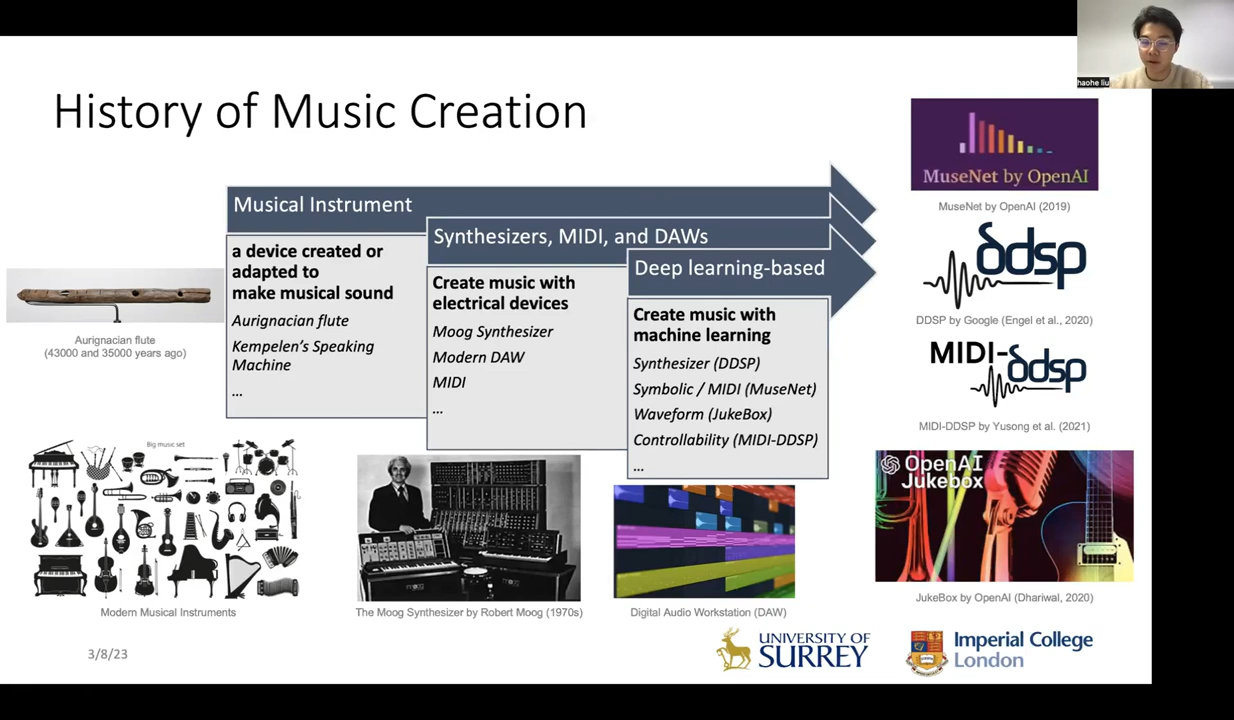 haohe liu
History of Music Creation
Musical Instrument
a device created or
adapted to
make musical sound
Aurignacian flute
Kempelen's Speaking
Machine
…
Synthesizers, MIDI, and DAWs
Create music with
electrical devices
Moog Synthesizer
Modern DAW
MIDI
…
Deep learning-based
Create music with
machine learning
Synthesizer (DDSP)
Symbolic / MIDI (MuseNet)
Waveform (JukeBox)
Controllability (MIDI-DDSP)
…
Aurignacian flute
(43000 and 35000 years ago)
Big music set
Modern Musical Instruments
moog
The Moog Synthesizer by Robert Moog (1970s)
Digital Audio Workstation (DAW)
MuseNet by OpenAI
MuseNet by OpenAI (2019)
ddsp
DDSP by Google (Engel et al., 2020)
MIDI-
ddsp
MIDI-DDSP by Yusong et al. (2021)
OpenAI
Jukebox
JukeBox by OpenAI (Dhariwal, 2020)
3/8/23
UNIVERSITY OF
SURREY
Imperial College
London